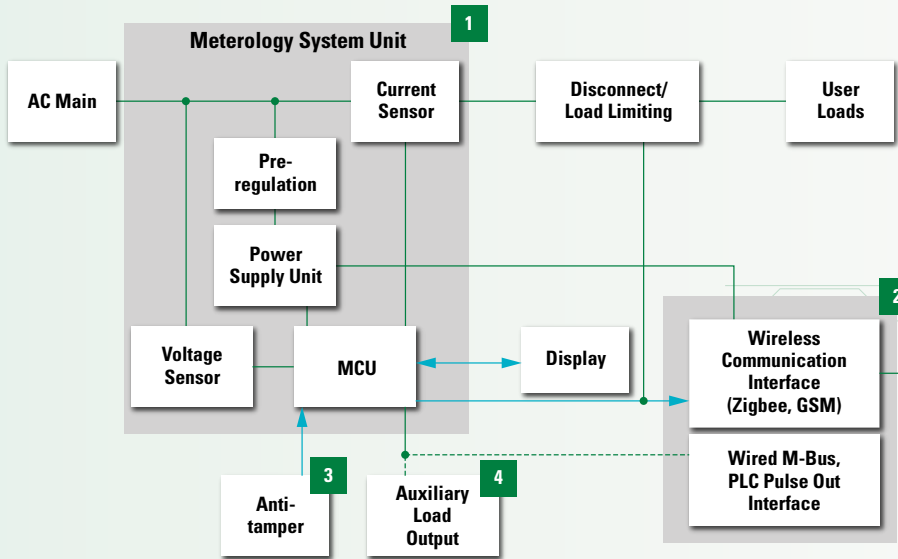 1
Meterology System Unit
AC Main
Current
Sensor
Disconnect/
Load Limiting
User
Loads
Pre-
regulation
Power
Supply Unit
2
Voltage
Sensor
MCU
Display
Wireless
Communication
Interface
(Zigbee, GSM)
Wired M-Bus,
PLC Pulse Out
Interface
3
Anti-
tamper
4
Auxiliary
Load
Output